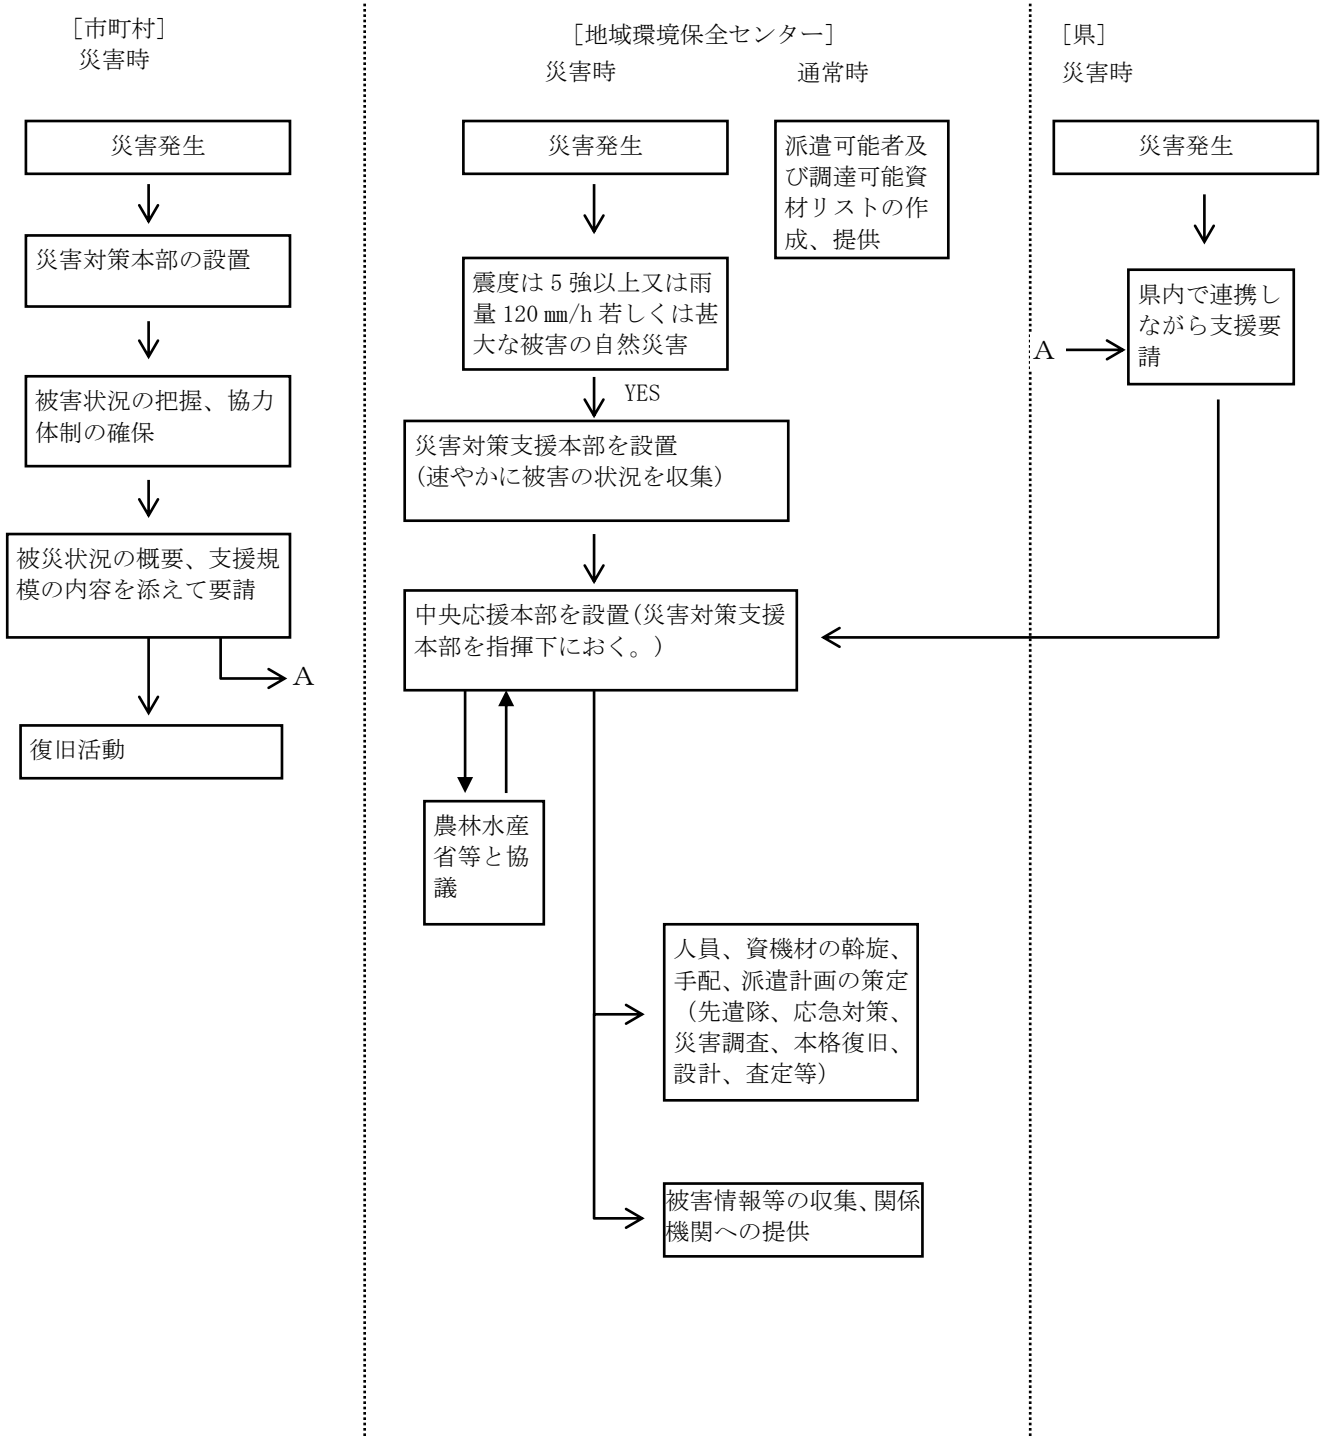 [市町村]
災害時
災害発生
災害対策本部の設置
被害状況の把握、協力
体制の確保
被災状況の概要、支援規
模の内容を添えて要請
A
復旧活動
[地域環境保全センター]
災害時
通常時
災害発生
派遣可能者及
び調達可能資
材リストの作
成、提供
震度は 5 強以上又は雨
量 120 ㎜/h 若しくは甚
大な被害の自然災害
YES
災害対策支援本部を設置
(速やかに被害の状況を収集)
中央応援本部を設置(災害対策支援
本部を指揮下におく。)
農林水産
省等と協
議
人員、資機材の斡旋、
手配、派遣計画の策定
(先遣隊、応急対策、
災害調査、本格復旧、
設計、査定等)
被害情報等の収集、関係
機関への提供
[県]
災害時
災害発生
県内で連携し
ながら支援要
請
A